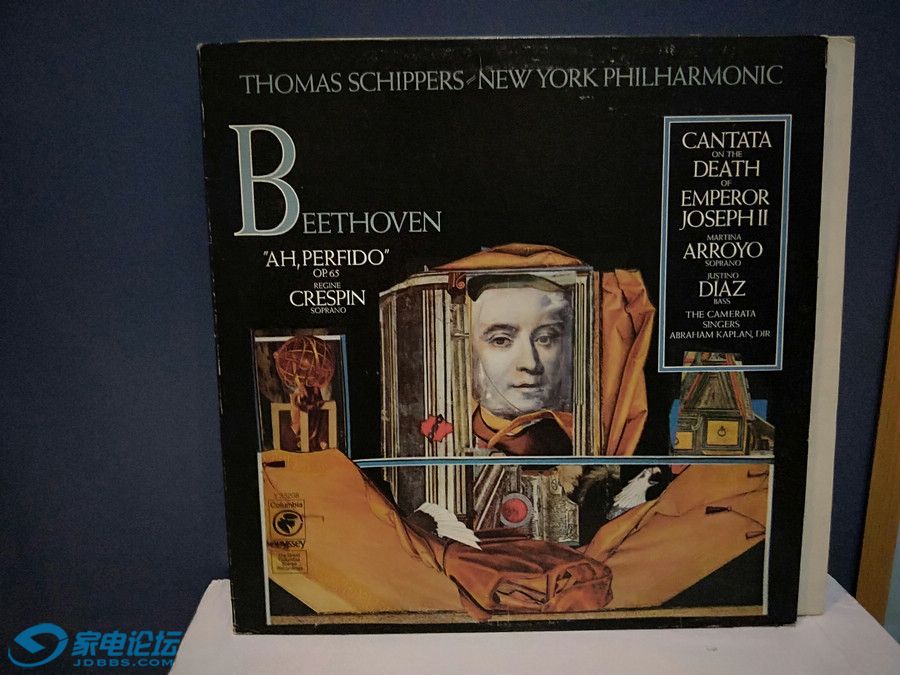 THOMAS SCHIPPERS NEW YORK PHILHARMONIC
BEETHOVEN
"AH, PERFIDO"
OP. 65
REGINE
CRESPIN
SOPRANO
CANTATA
ON THE
DEATH
OF
EMPEROR
JOSEPH II
MARTINA
ARROYO
SOPRANO
JUSTINO
DIAZ
BASS
THE CAMERATA
SINGERS
ABRAHAM KAPLAN, DIR
Columbia
Odyssey
家电论坛
JDBBS.COM